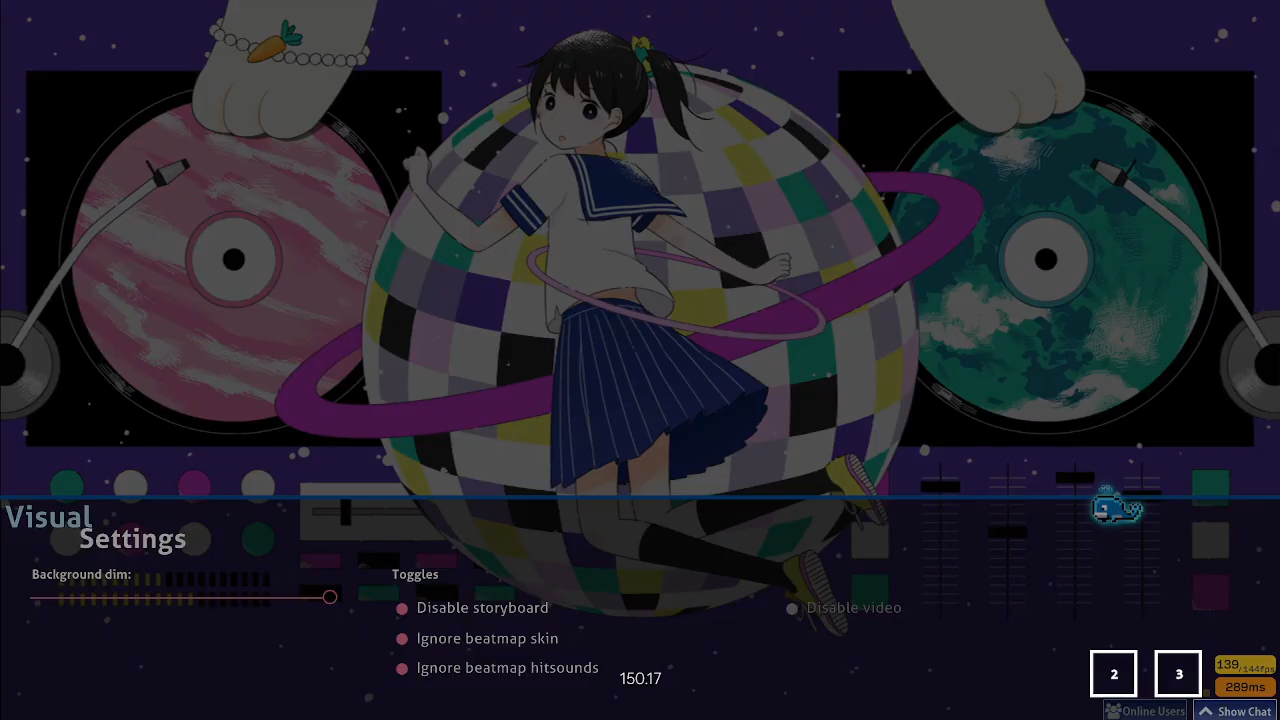 Visual
Settings
Background dim:
Toggles
Disable storyboard
Disable video
Ignore beatmap skin
Ignore beatmap hitsounds
150.17
2
3
139/144fps
289ms
Online Users
Show Chat